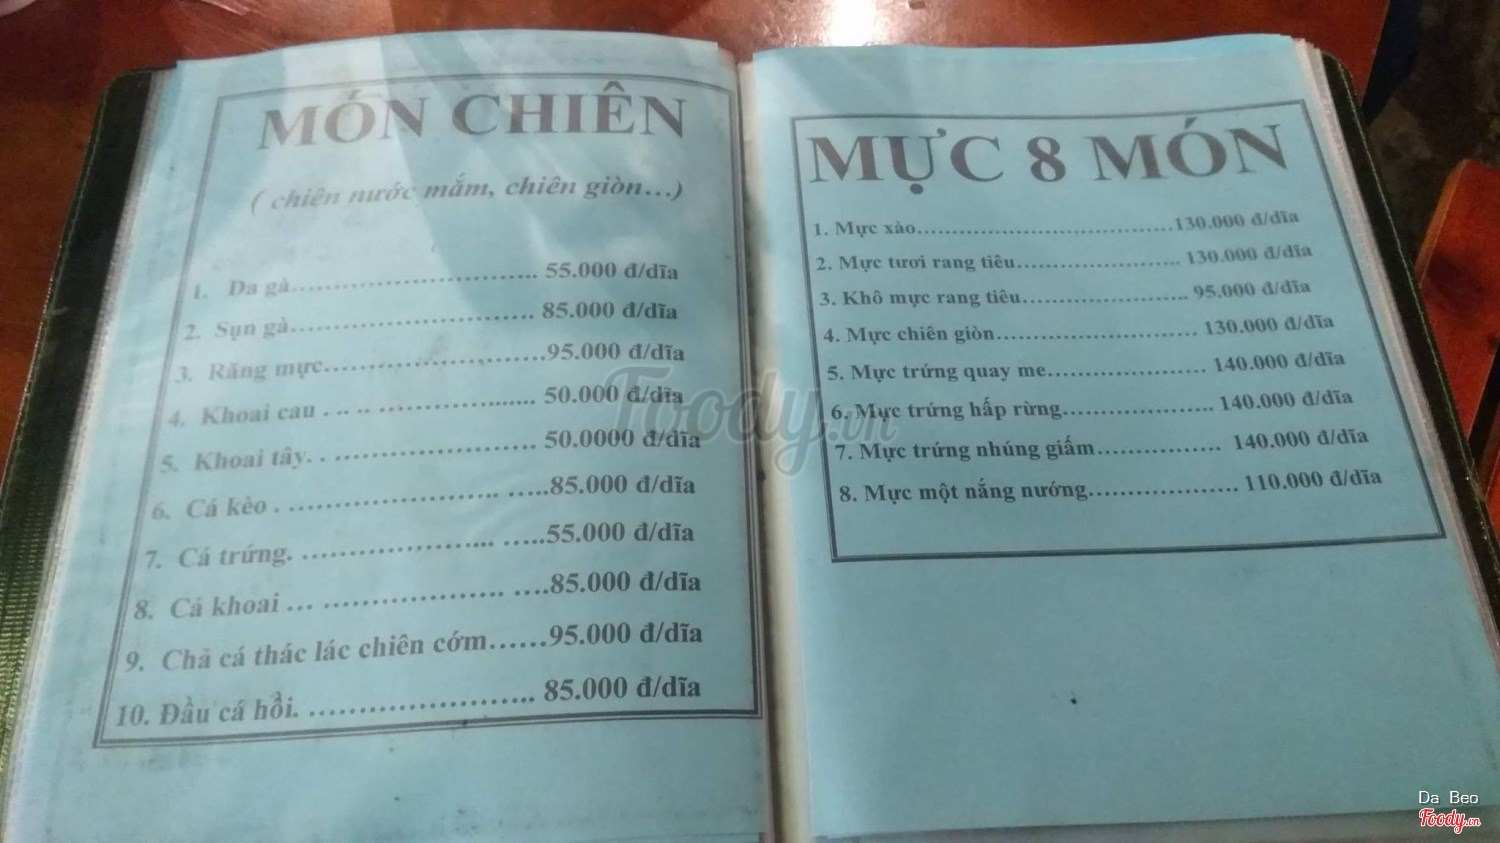 MÓN CHIÊN
( chiên nước mắm, chiên giòn...)
1. Da gà................................ 55.000 đ/dĩa
2. Sụn gà............................... 85.000 đ/dĩa
3. Răng mực............................95.000 đ/dĩa
4. Khoai cau . .. .. ...................... 50.000 đ/dĩa
5. Khoai tây. . ........................... 50.0000 đ/dĩa
6. Cá kèo . .......................... .....85.000 đ/dĩa
7. Cá trứng. ........................ .....55.000 đ/dĩa
8. Cá khoai ... ...................... ....85.000 đ/dĩa
9. Chả cá thác lác chiên cớm......95.000 đ/dĩa
10. Đầu cá hồi. ............................ 85.000 đ/dĩa
MỰC 8 MÓN
1. Mực xào.....................................130.000 đ/dĩa
2. Mực tươi rang tiêu........................ 130.000 đ/dĩa
3. Khô mực rang tiêu........................ 95.000 đ/dĩa
4. Mực chiên giòn............................. 130.000 đ/dĩa
5. Mực trứng quay me....................... 140.000 đ/dĩa
6. Mực trứng hấp rừng...................... 140.000 đ/dĩa
7. Mực trứng nhúng giấm.................. 140.000 đ/dĩa
8. Mực một nắng nướng...................... 110.000 đ/dĩa
Foody.vn
Da Beo
Foody.vn